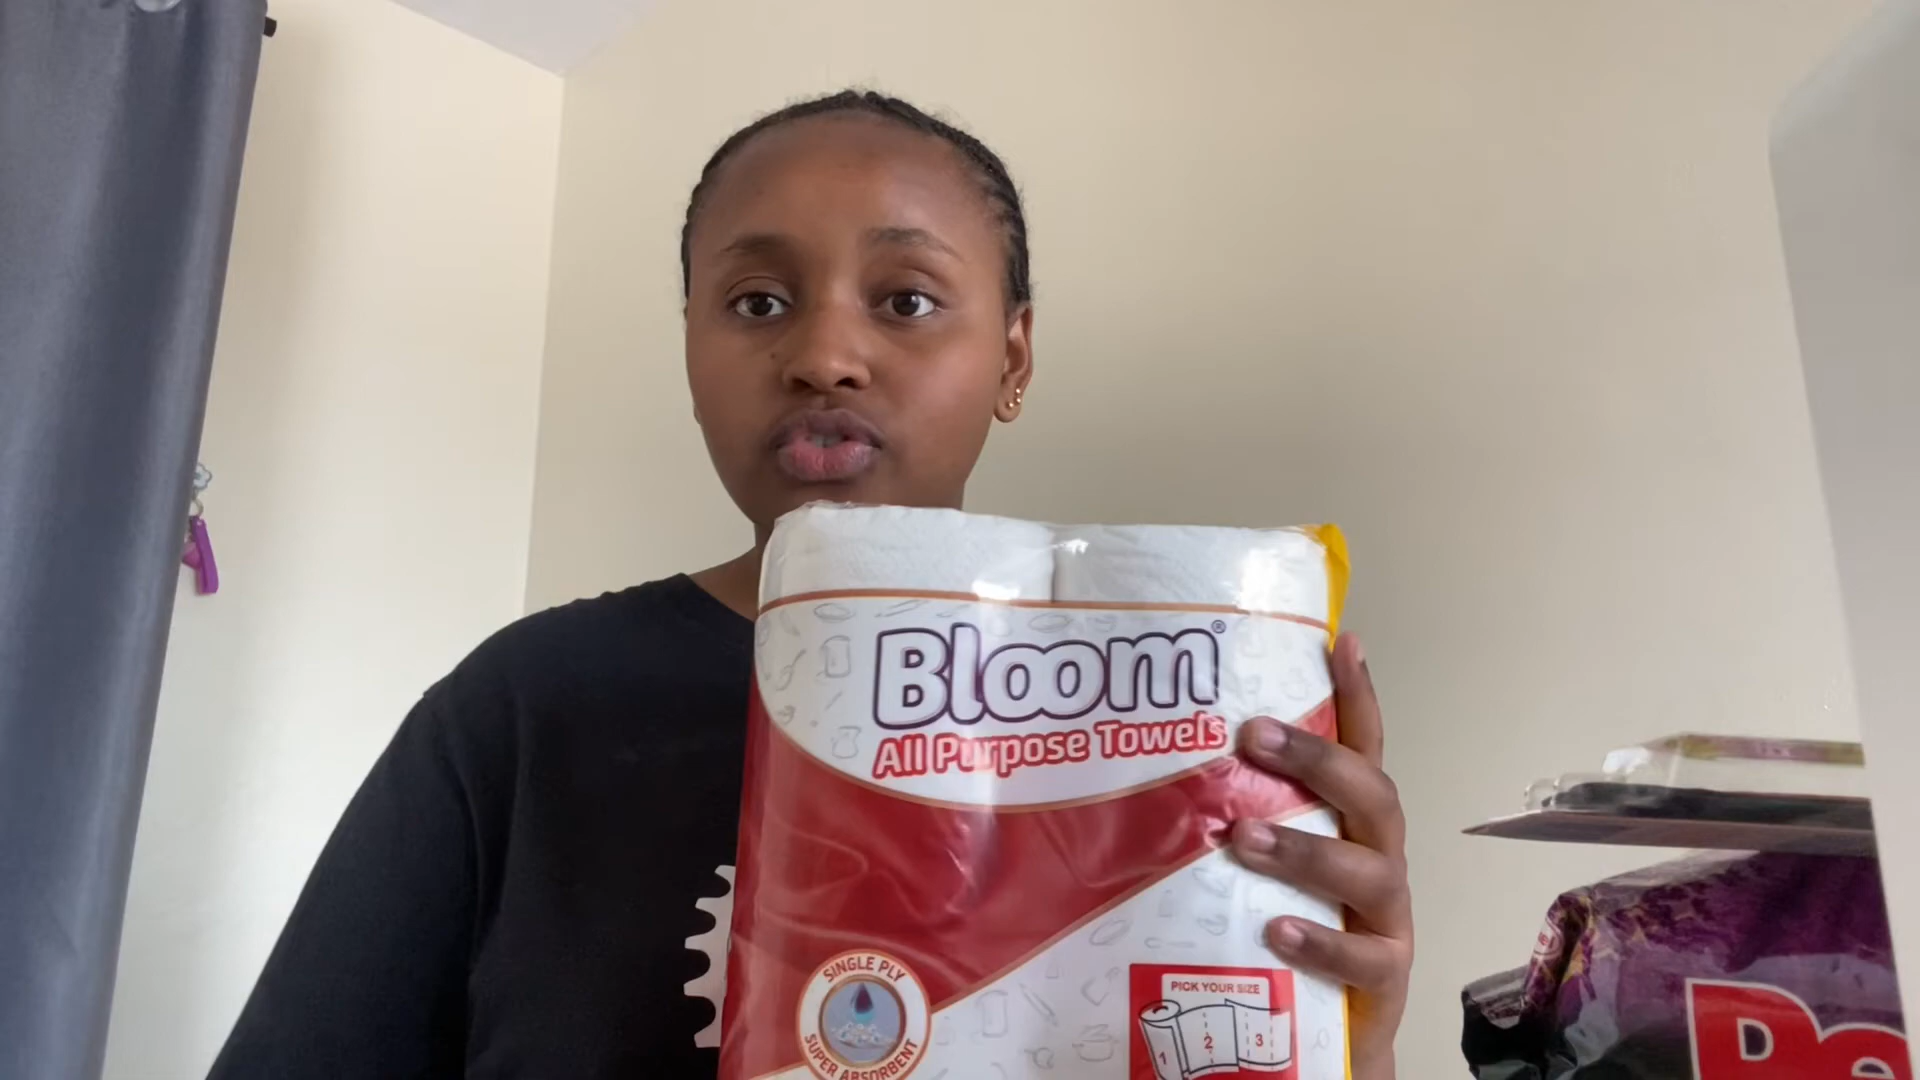 Bloom®
All Purpose Towels
SINGLE PLY
SUPER ABSORBENT
PICK YOUR SIZE
1 2 3